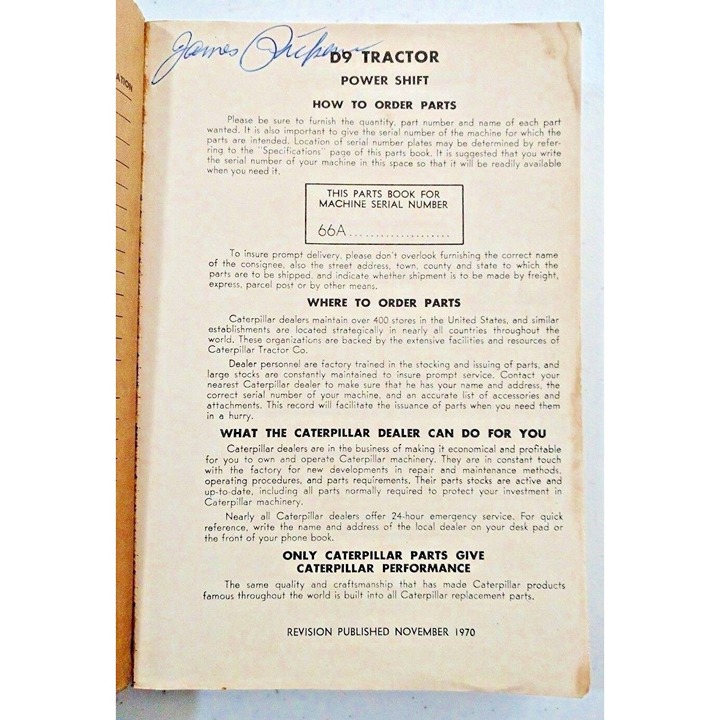 James
D9 TRACTOR
POWER SHIFT
HOW TO ORDER PARTS
Please be sure to furnish the quantity, part number and name of each part
wanted. It is also important to give the serial number of the machine for which the
parts are intended. Location of serial number plates may be determined by refer-
ring to the "Specifications" page of this parts book. It is suggested that you write
the serial number of your machine in this space so that it will be readily available
when you need it.
THIS PARTS BOOK FOR
MACHINE SERIAL NUMBER
66A....................
To insure prompt delivery, please don't overlook furnishing the correct name
of the consignee, also the street address, town, county and state to which the
parts are to be shipped, and indicate whether shipment is to be made by freight,
express, parcel post or by other means.
WHERE TO ORDER PARTS
Caterpillar dealers maintain over 400 stores in the United States, and similar
establishments are located strategically in nearly all countries throughout the
world. These organizations are backed by the extensive facilities and resources of
Caterpillar Tractor Co.
Dealer personnel are factory trained in the stocking and issuing of parts, and
large stocks are constantly maintained to insure prompt service. Contact your
nearest Caterpillar dealer to make sure that he has your name and address, the
correct serial number of your machine, and an accurate list of accessories and
attachments. This record will facilitate the issuance of parts when you need them
in a hurry.
WHAT THE CATERPILLAR DEALER CAN DO FOR YOU
Caterpillar dealers are in the business of making it economical and profitable
for you to own and operate Caterpillar machinery. They are in constant touch
with the factory for new developments in repair and maintenance methods,
operating procedures, and parts requirements. Their parts stocks are active and
up-to-date, including all parts normally required to protect your investment in
Caterpillar machinery.
Nearly all Caterpillar dealers offer 24-hour emergency service. For quick
reference, write the name and address of the local dealer on your desk pad or
the front of your phone book.
ONLY CATERPILLAR PARTS GIVE
CATERPILLAR PERFORMANCE
The same quality and craftsmanship that has made Caterpillar products
famous throughout the world is built into all Caterpillar replacement parts.
REVISION PUBLISHED NOVEMBER 1970